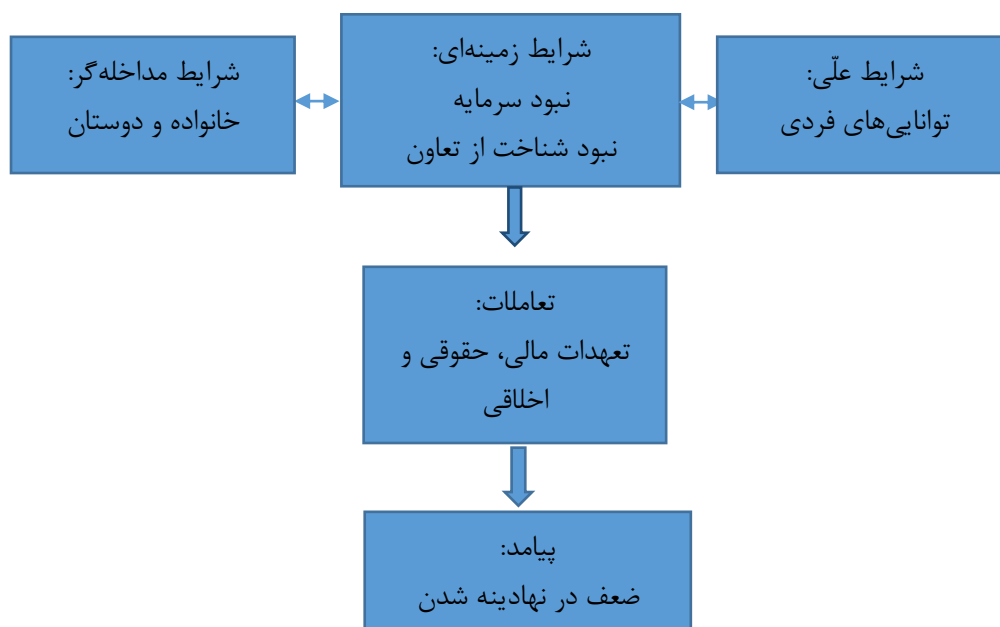 شرایط علّی:
توانایی‌های فردی
شرایط زمینه‌ای:
نبود سرمایه
نبود شناخت از تعاون
شرایط مداخله‌گر:
خانواده و دوستان
تعاملات:
تعهدات مالی، حقوقی و
اخلاقی
پیامد:
ضعف در نهادینه شدن